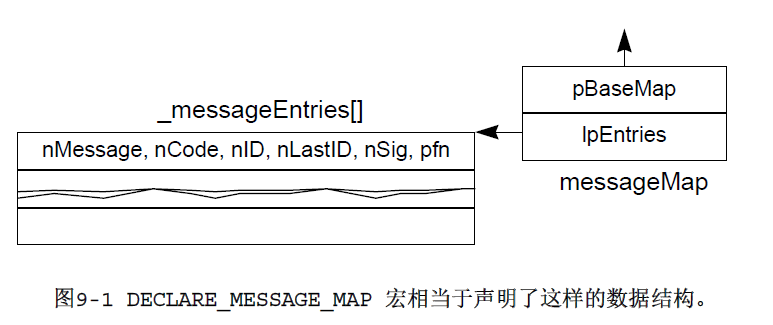 pBaseMap
_messageEntries[]
nMessage, nCode, nID, nLastID, nSig, pfn
lpEntries
messageMap
图9-1 DECLARE_MESSAGE_MAP 宏相当于声明了这样的数据结构。